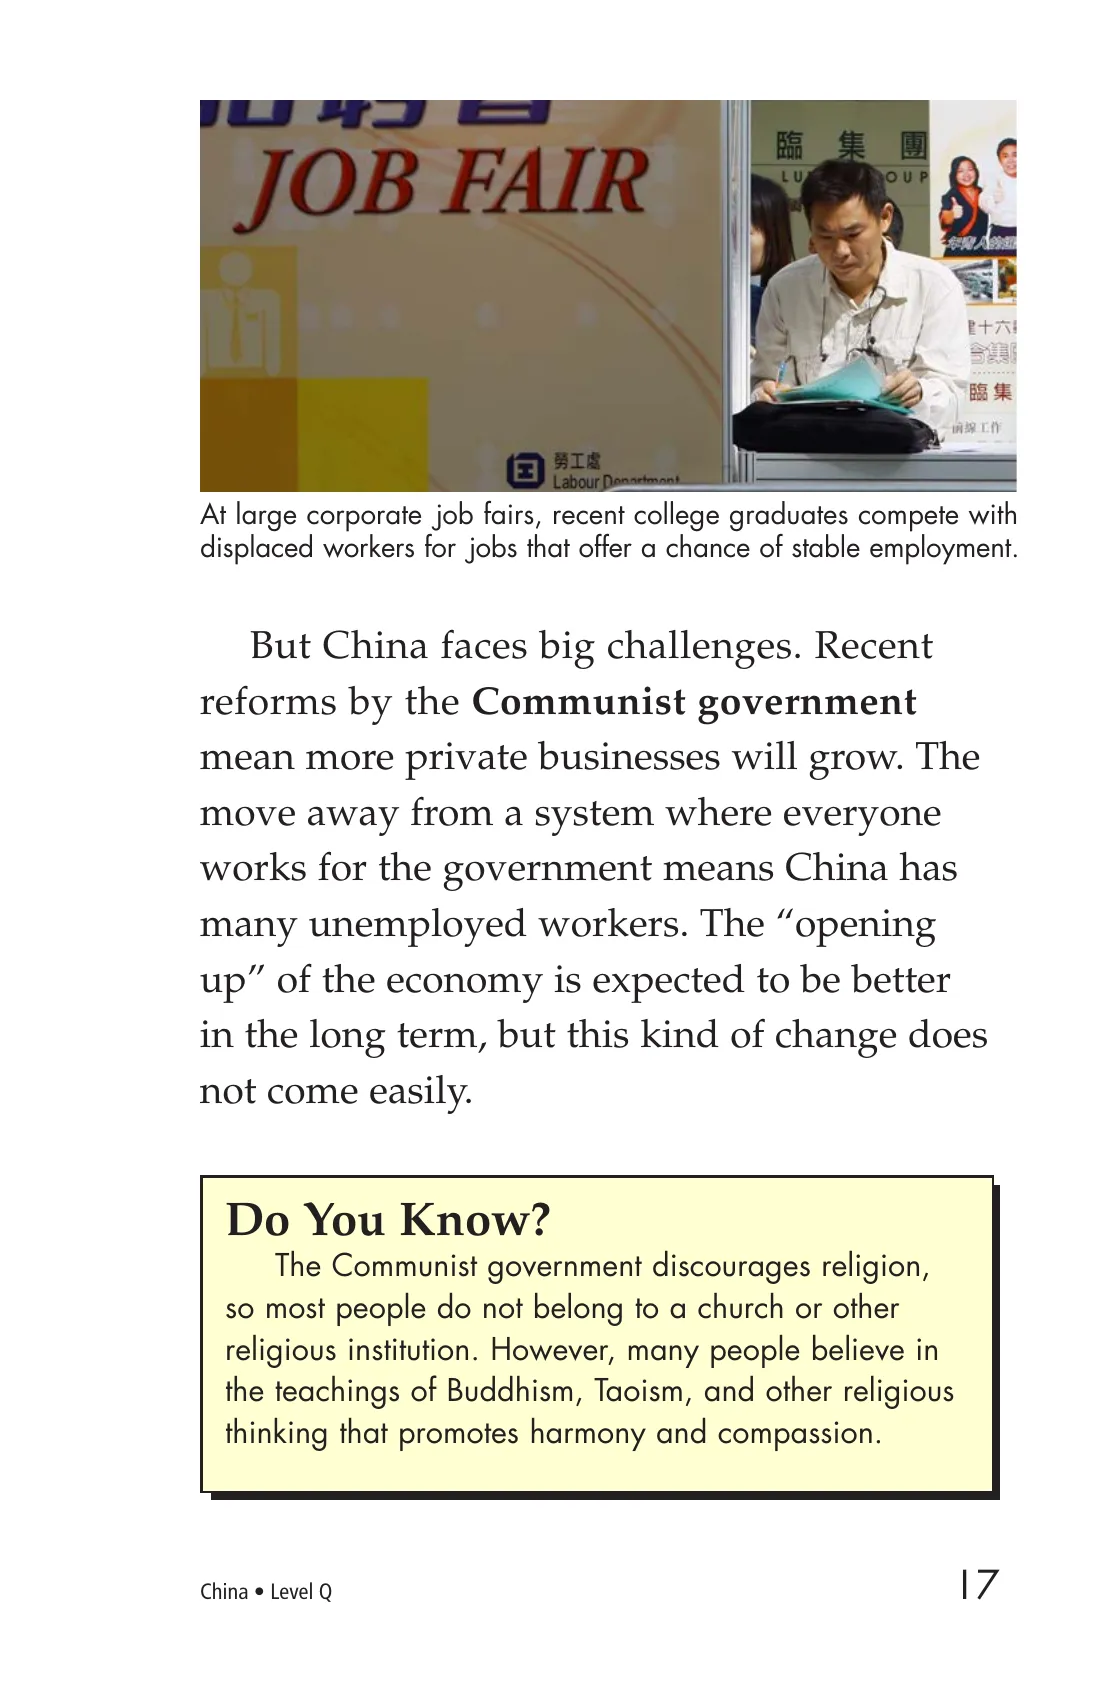 JOB FAIR
臨 集 團
勞工處
Labour Department
臨 集
前線工作
At large corporate job fairs, recent college graduates compete with
displaced workers for jobs that offer a chance of stable employment.
But China faces big challenges. Recent
reforms by the Communist government
mean more private businesses will grow. The
move away from a system where everyone
works for the government means China has
many unemployed workers. The “opening
up” of the economy is expected to be better
in the long term, but this kind of change does
not come easily.
Do You Know?
The Communist government discourages religion,
so most people do not belong to a church or other
religious institution. However, many people believe in
the teachings of Buddhism, Taoism, and other religious
thinking that promotes harmony and compassion.
China • Level Q
17